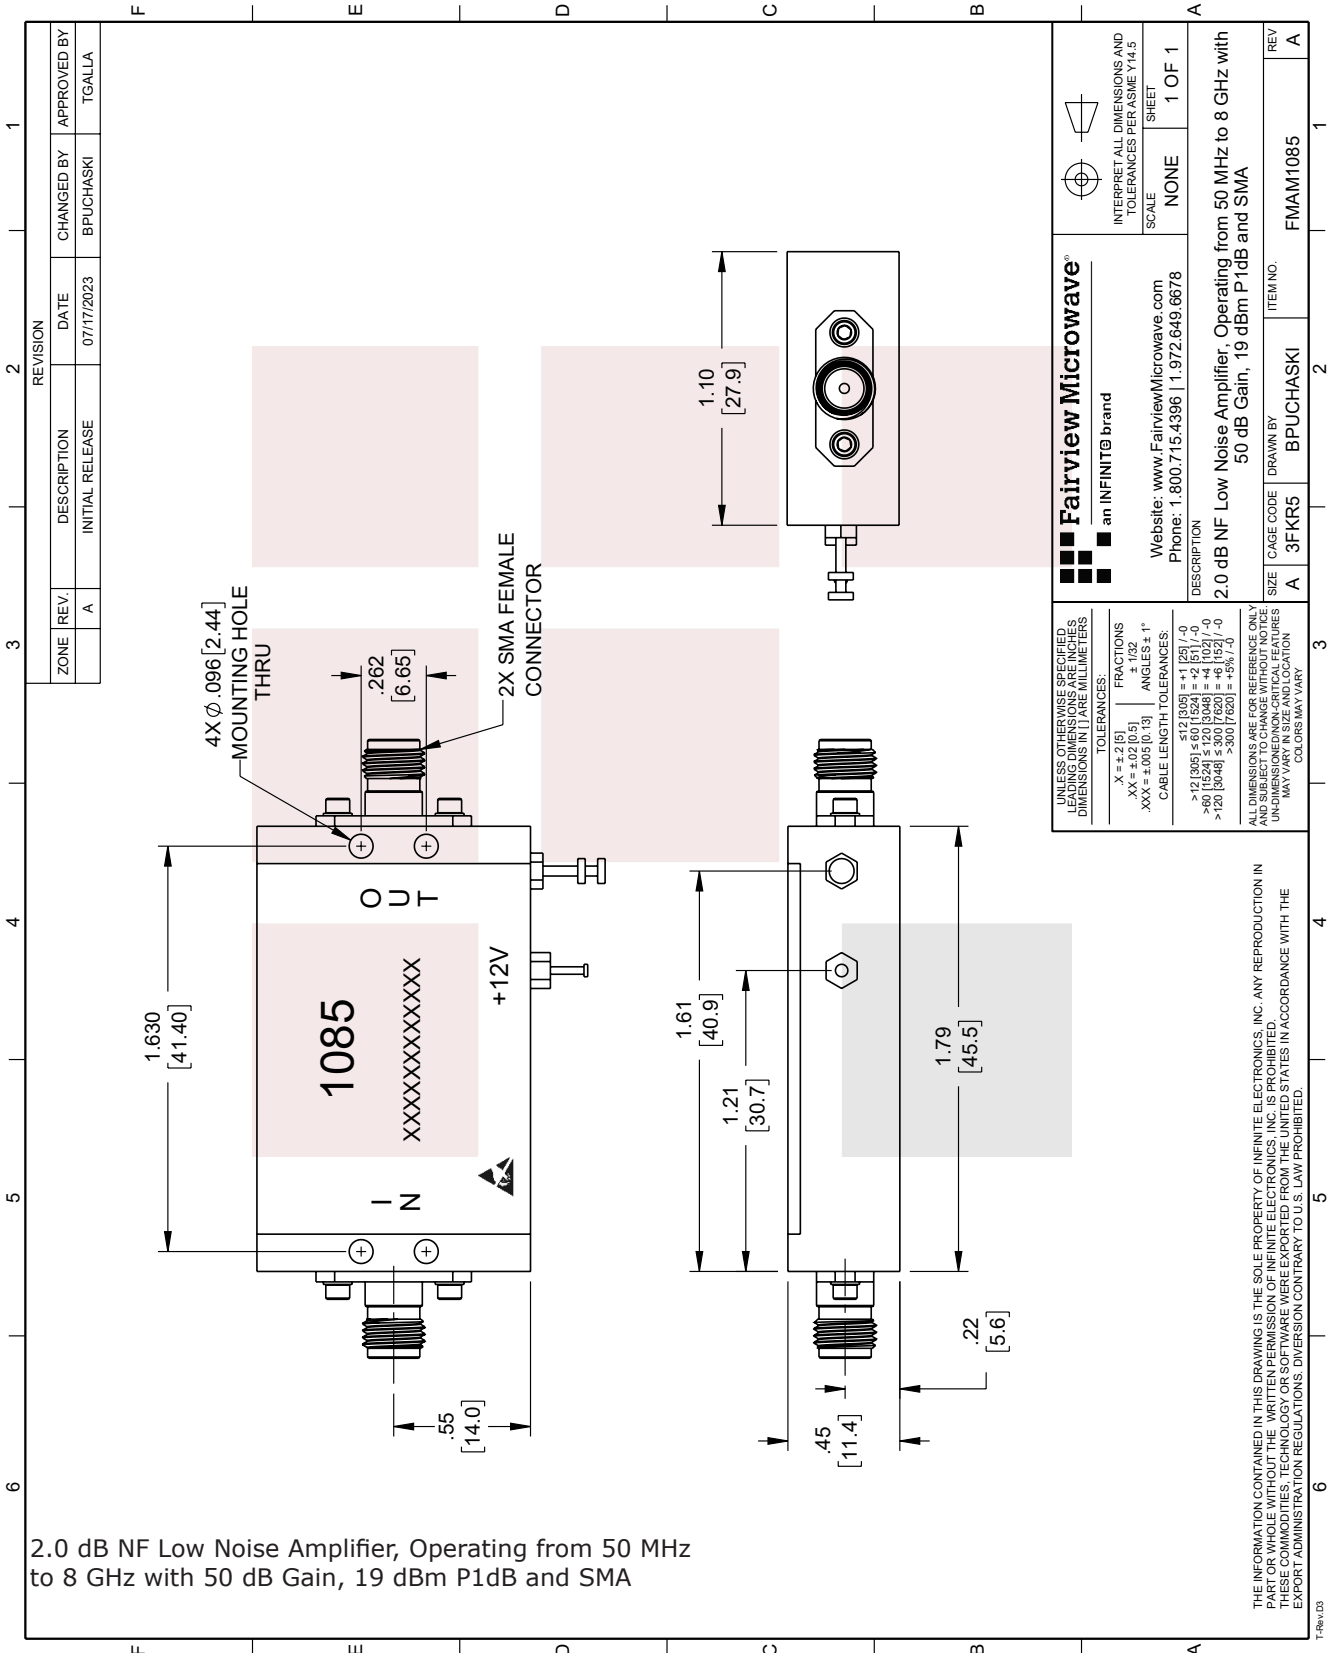 REVISION
ZONE REV. DESCRIPTION DATE CHANGED BY APPROVED BY
A INITIAL RELEASE 07/17/2023 BPUCHASKI TGALLA
6 5 4 3 2 1
F
E
D
C
B
A
1.630
[41.40]
4X Ø .096 [2.44]
MOUNTING HOLE
THRU
.262
[6.65]
2X SMA FEMALE
CONNECTOR
IN
1085
XXXXXXXXXXXX
OUT
+12V
.55
[14.0]
1.61
[40.9]
1.21
[30.7]
1.79
[45.5]
.45
[11.4]
.22
[5.6]
1.10
[27.9]
UNLESS OTHERWISE SPECIFIED
LEADING DIMENSIONS ARE INCHES
DIMENSIONS IN [ ] ARE MILLIMETERS
TOLERANCES:
.X = ±.2 [5] FRACTIONS
.XX = ±.02 [0.5] ± 1/32
.XXX = ±.005 [0.13] ANGLES ± 1°
CABLE LENGTH TOLERANCES:
≤12 [305] = +1 [25] / -0
>12 [305] ≤ 60 [1524] = +2 [51] / -0
>60 [1524] ≤ 120 [3048] = +4 [102] / -0
>120 [3048] ≤ 300 [7620] = +6 [152] / -0
>300 [7620] = +5% / -0
ALL DIMENSIONS ARE FOR REFERENCE ONLY
AND SUBJECT TO CHANGE WITHOUT NOTICE.
UN-DIMENSIONED/NON-CRITICAL FEATURES
MAY VARY IN SIZE AND LOCATION
COLORS MAY VARY
Fairview Microwave®
an INFINIT℮ brand
Website: www.FairviewMicrowave.com
Phone: 1.800.715.4396 | 1.972.649.6678
INTERPRET ALL DIMENSIONS AND
TOLERANCES PER ASME Y14.5
SCALE SHEET
NONE 1 OF 1
DESCRIPTION
2.0 dB NF Low Noise Amplifier, Operating from 50 MHz to 8 GHz with
50 dB Gain, 19 dBm P1dB and SMA
SIZE CAGE CODE DRAWN BY ITEM NO. REV
A 3FKR5 BPUCHASKI FMAM1085 A
THE INFORMATION CONTAINED IN THIS DRAWING IS THE SOLE PROPERTY OF INFINITE ELECTRONICS, INC. ANY REPRODUCTION IN
PART OR WHOLE WITHOUT THE WRITTEN PERMISSION OF INFINITE ELECTRONICS, INC. IS PROHIBITED.
THESE COMMODITIES, TECHNOLOGY OR SOFTWARE WERE EXPORTED FROM THE UNITED STATES IN ACCORDANCE WITH THE
EXPORT ADMINISTRATION REGULATIONS. DIVERSION CONTRARY TO U.S. LAW PROHIBITED.
6 5 4 3 2 1
F
E
D
C
B
A
T-Rev.D3
2.0 dB NF Low Noise Amplifier, Operating from 50 MHz
to 8 GHz with 50 dB Gain, 19 dBm P1dB and SMA